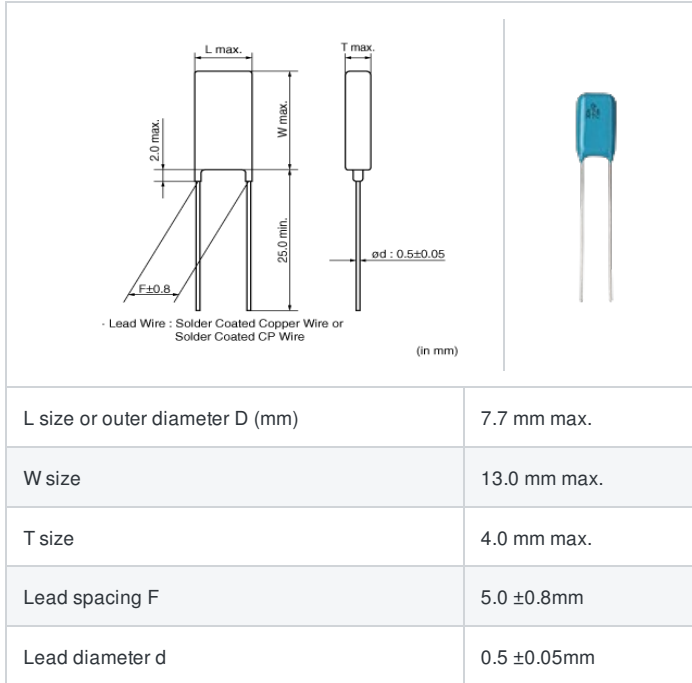 L max.
T max.
W max.
2.0 max.
25.0 min.
ød : 0.5±0.05
F±0.8
· Lead Wire : Solder Coated Copper Wire or
Solder Coated CP Wire
(in mm)
L size or outer diameter D (mm) 7.7 mm max.
W size 13.0 mm max.
T size 4.0 mm max.
Lead spacing F 5.0 ±0.8mm
Lead diameter d 0.5 ±0.05mm